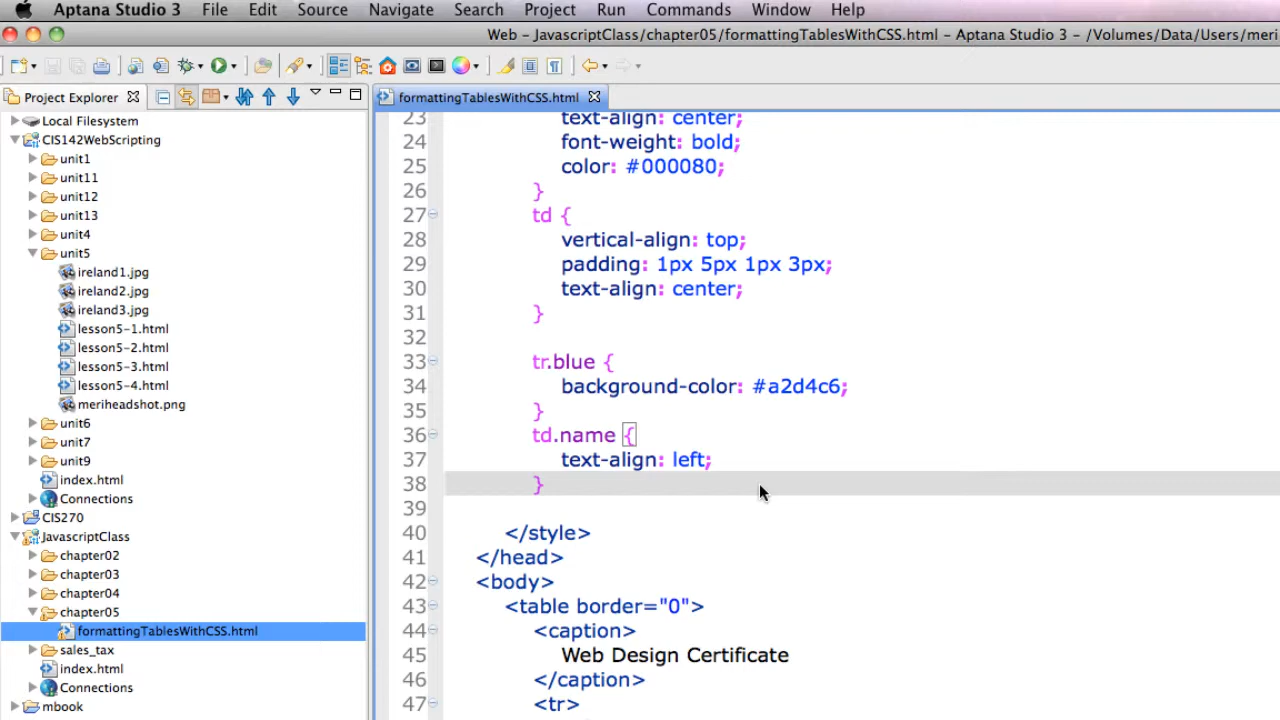 Aptana Studio 3 File Edit Source Navigate Search Project Run Commands Window Help
Web - JavascriptClass/chapter05/formattingTablesWithCSS.html - Aptana Studio 3 - /Volumes/Data/Users/meri
Project Explorer
Local Filesystem
CIS142WebScripting
unit1
unit11
unit12
unit13
unit4
unit5
ireland1.jpg
ireland2.jpg
ireland3.jpg
lesson5-1.html
lesson5-2.html
lesson5-3.html
lesson5-4.html
meriheadshot.png
unit6
unit7
unit9
index.html
Connections
CIS270
JavascriptClass
chapter02
chapter03
chapter04
chapter05
formattingTablesWithCSS.html
sales_tax
index.html
Connections
mbook
formattingTablesWithCSS.html
23 text-align: center;
24 font-weight: bold;
25 color: #000080;
26 }
27 td {
28 vertical-align: top;
29 padding: 1px 5px 1px 3px;
30 text-align: center;
31 }
32
33 tr.blue {
34 background-color: #a2d4c6;
35 }
36 td.name {
37 text-align: left;
38 }
39
40 </style>
41 </head>
42 <body>
43 <table border="0">
44 <caption>
45 Web Design Certificate
46 </caption>
47 <tr>